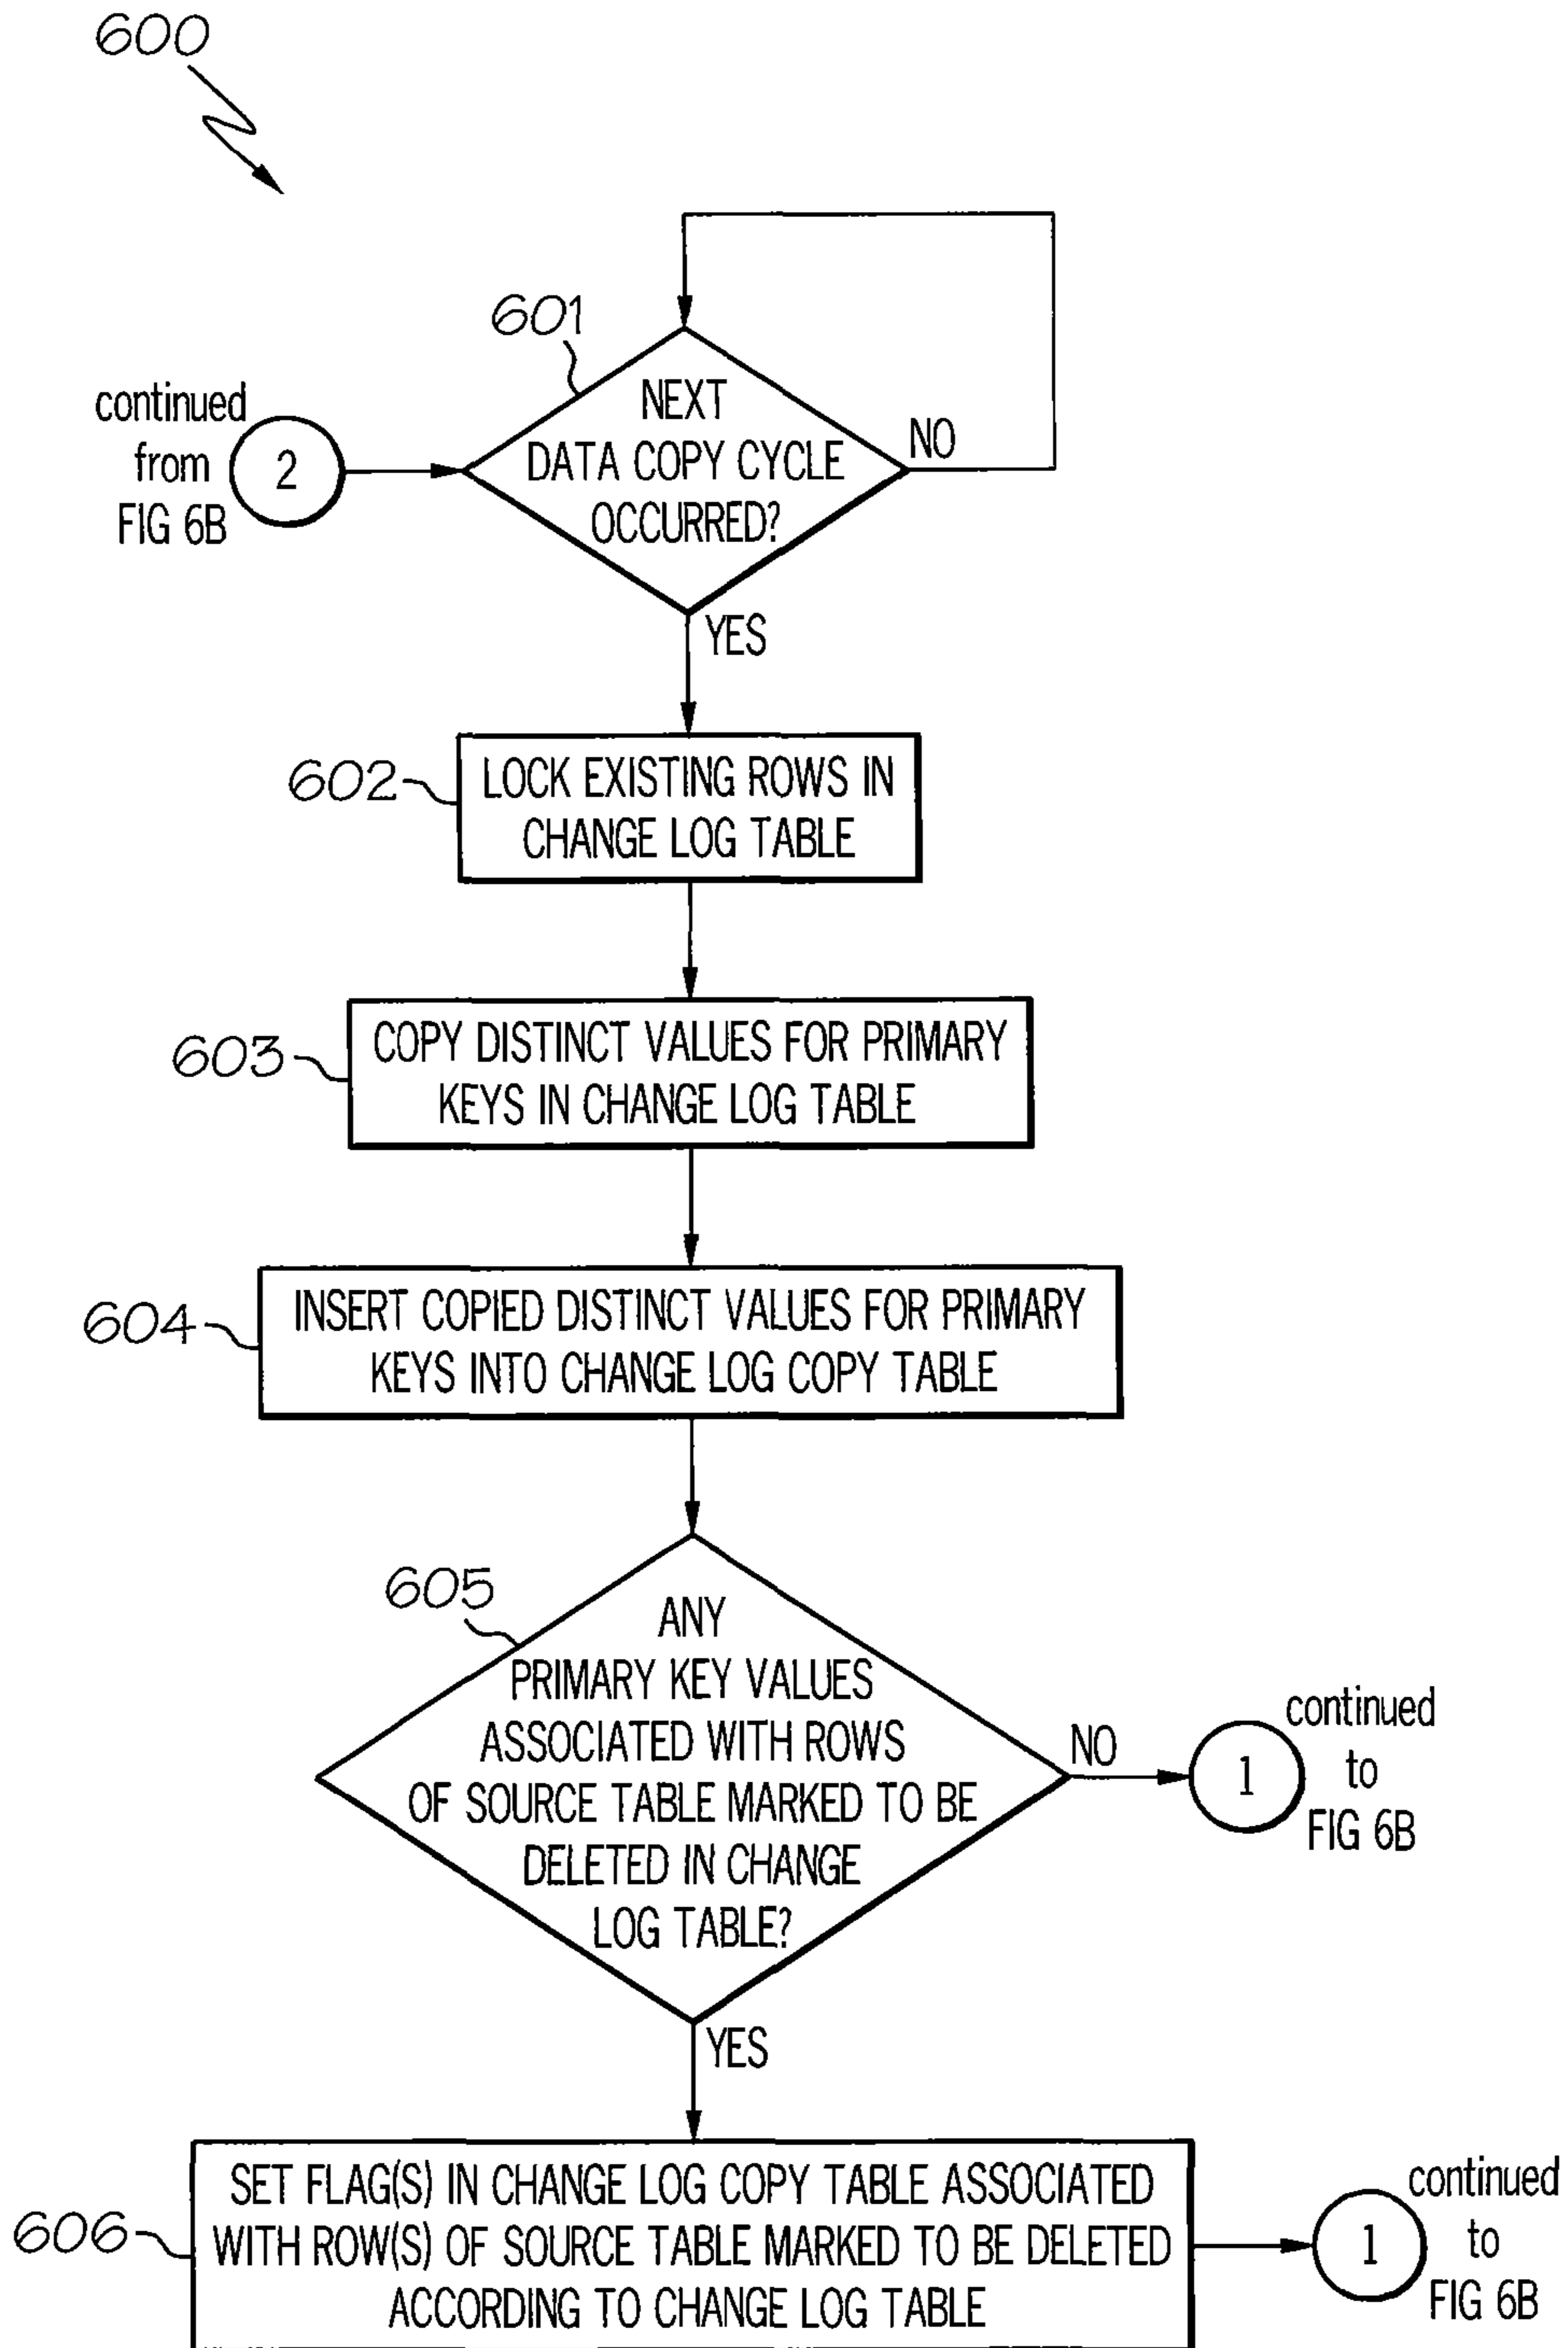 600
601
NEXT
DATA COPY CYCLE
OCCURRED?
NO
continued
from
FIG 6B
2
YES
602
LOCK EXISTING ROWS IN
CHANGE LOG TABLE
603
COPY DISTINCT VALUES FOR PRIMARY
KEYS IN CHANGE LOG TABLE
604
INSERT COPIED DISTINCT VALUES FOR PRIMARY
KEYS INTO CHANGE LOG COPY TABLE
605
ANY
PRIMARY KEY VALUES
ASSOCIATED WITH ROWS
OF SOURCE TABLE MARKED TO BE
DELETED IN CHANGE
LOG TABLE?
NO
1
continued
to
FIG 6B
YES
606
SET FLAG(S) IN CHANGE LOG COPY TABLE ASSOCIATED
WITH ROW(S) OF SOURCE TABLE MARKED TO BE DELETED
ACCORDING TO CHANGE LOG TABLE
1
continued
to
FIG 6B